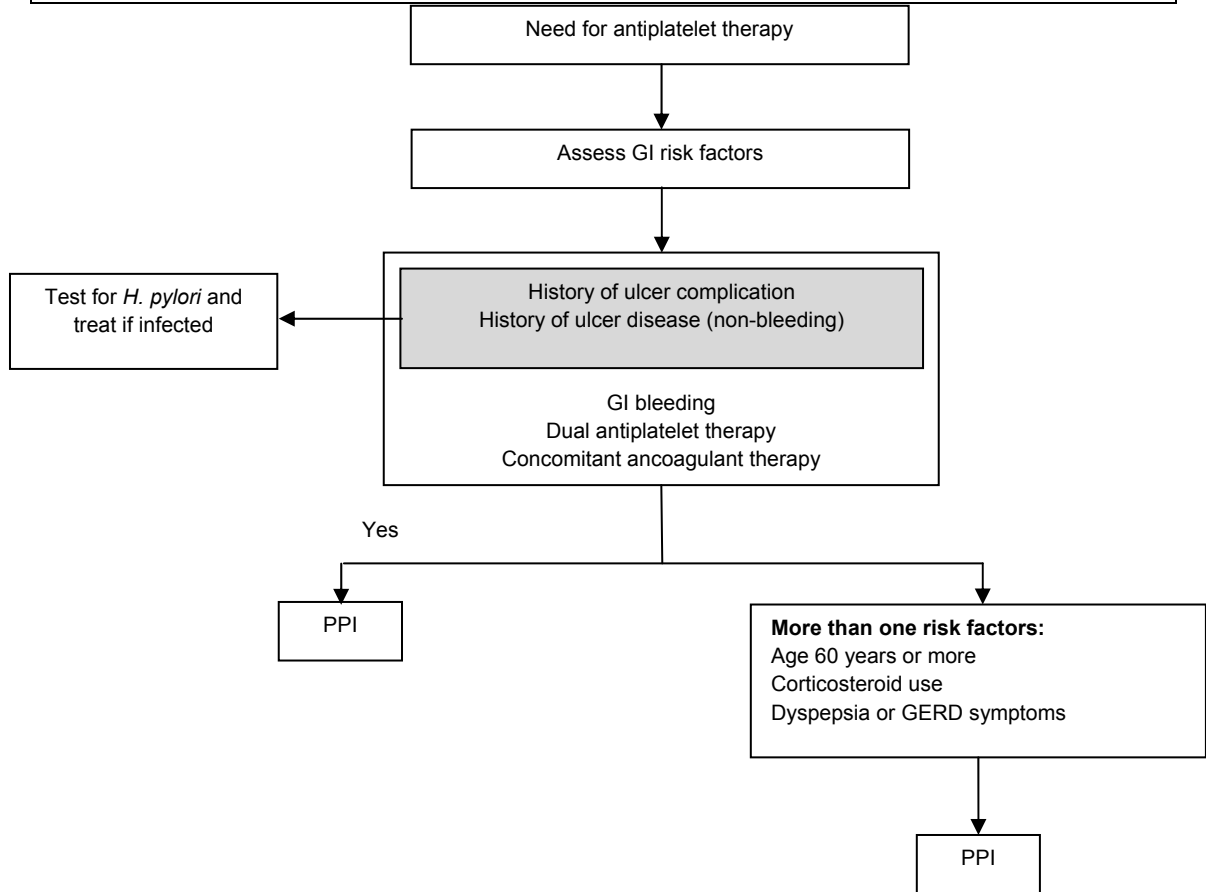 Need for antiplatelet therapy
Assess GI risk factors
Test for H. pylori and
treat if infected
History of ulcer complication
History of ulcer disease (non-bleeding)
GI bleeding
Dual antiplatelet therapy
Concomitant ancoagulant therapy
Yes
PPI
More than one risk factors:
Age 60 years or more
Corticosteroid use
Dyspepsia or GERD symptoms
PPI